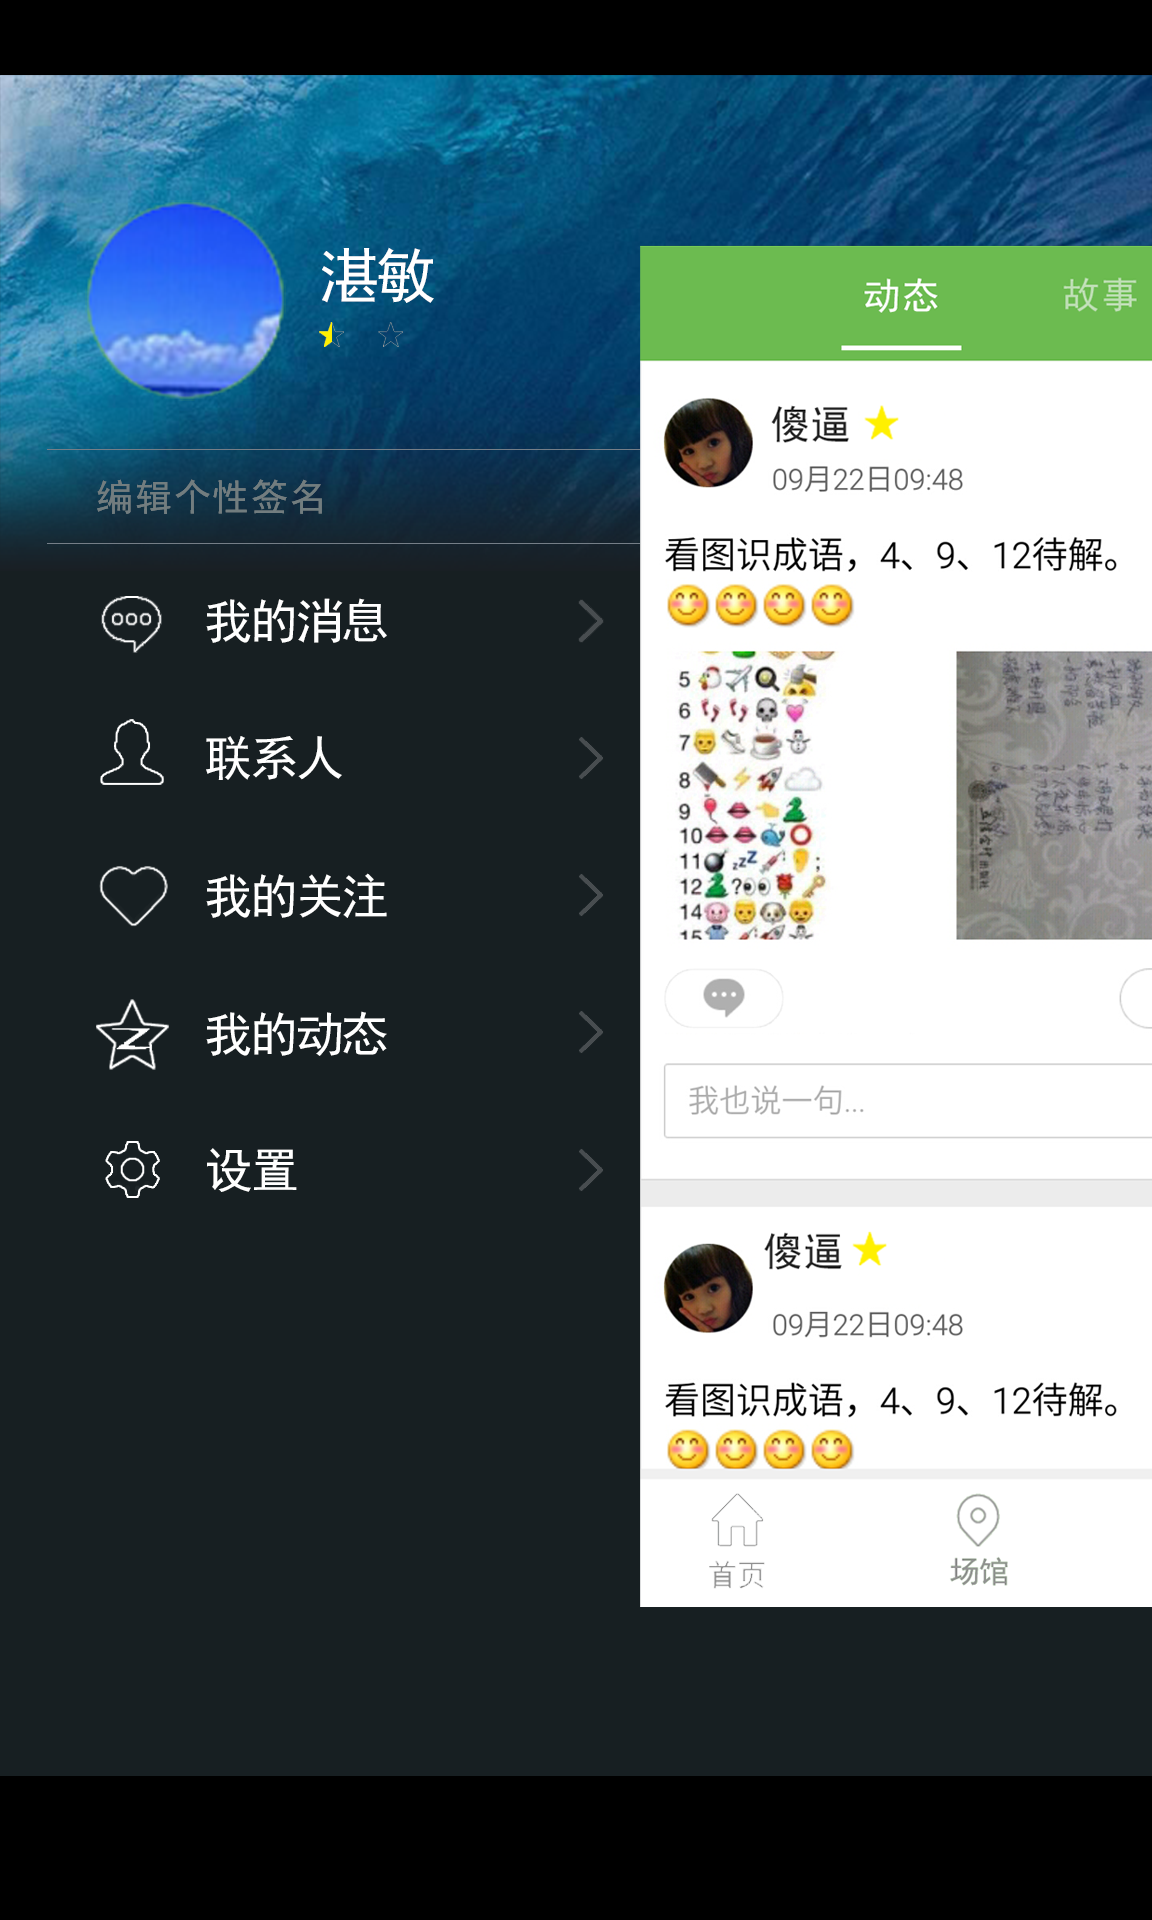 湛敏
编辑个性签名
我的消息
联系人
我的关注
我的动态
设置
动态 故事
傻逼
09月22日09:48
看图识成语，4、9、12待解。
5
6
7
8
9
10
11 zzZ ;
12 ?
14
15
我也说一句...
傻逼
09月22日09:48
看图识成语，4、9、12待解。
首页 场馆